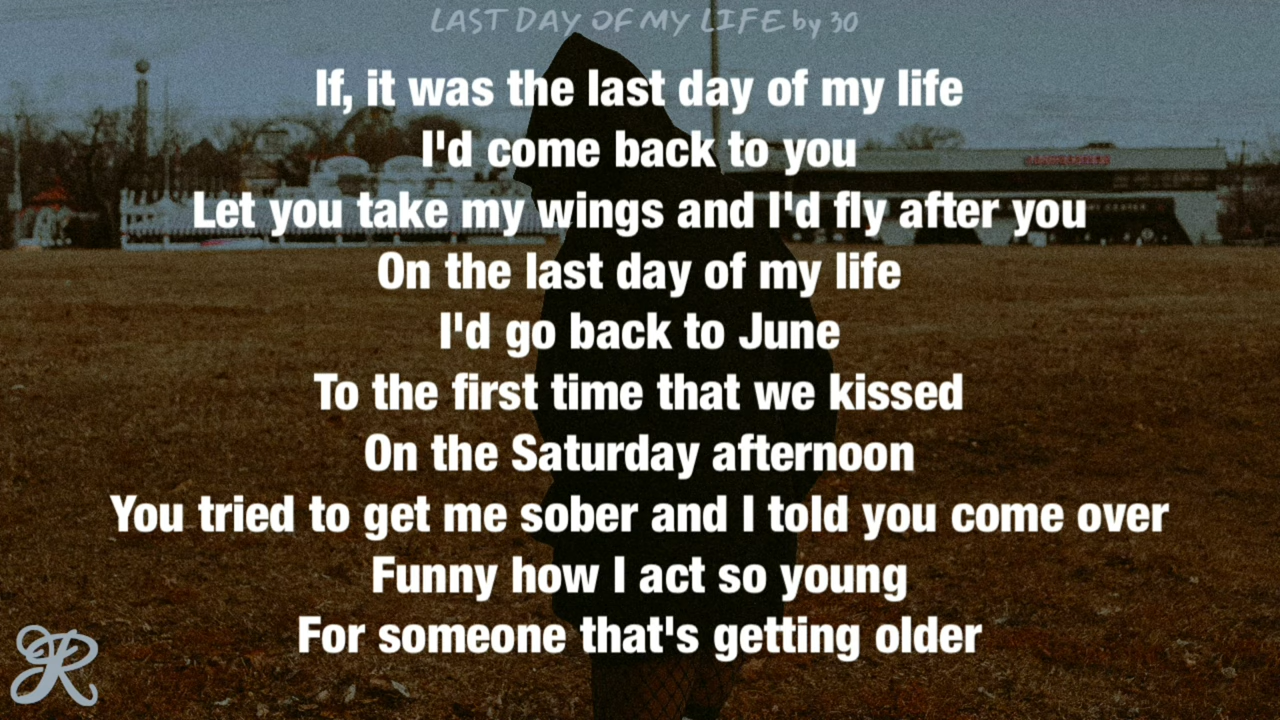 LAST DAY OF MY LIFE by 30
If, it was the last day of my life
I'd come back to you
Let you take my wings and I'd fly after you
On the last day of my life
I'd go back to June
To the first time that we kissed
On the Saturday afternoon
You tried to get me sober and I told you come over
Funny how I act so young
For someone that's getting older